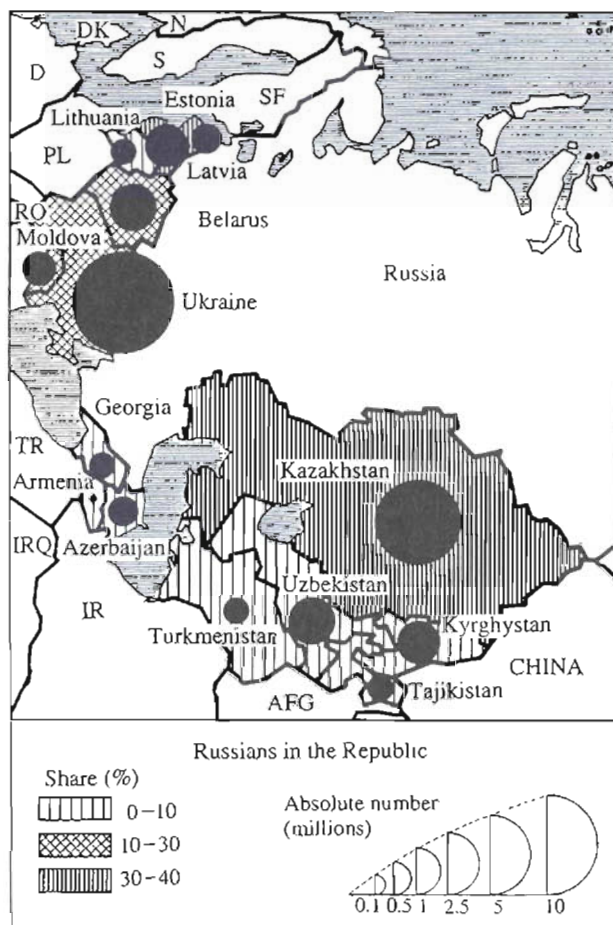 DK
N
D
S
Estonia
SF
Lithuania
PL
Latvia
RO
Belarus
Moldova
Russia
Ukraine
Georgia
TR
Kazakhstan
Armenia
IRQ
Azerbaijan
Uzbekistan
IR
Turkmenistan
Kyrghystan
CHINA
Tajikistan
AFG
Russians in the Republic
Share (%)
0-10
10-30
30-40
Absolute number
(millions)
0.1 0.5 1 2.5 5 10